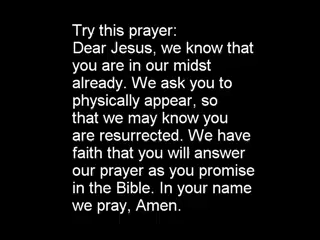 Try this prayer:
Dear Jesus, we know that
you are in our midst
already. We ask you to
physically appear, so
that we may know you
are resurrected. We have
faith that you will answer
our prayer as you promise
in the Bible. In your name
we pray, Amen.